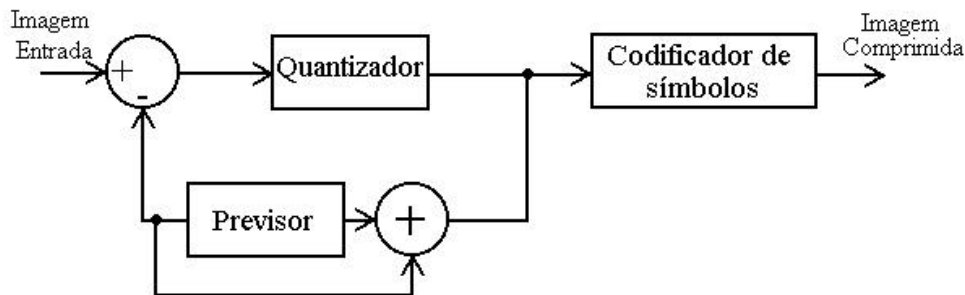 Imagem
Entrada
+
-
Quantizador
Codificador de
símbolos
Imagem
Comprimida
Previsor
+